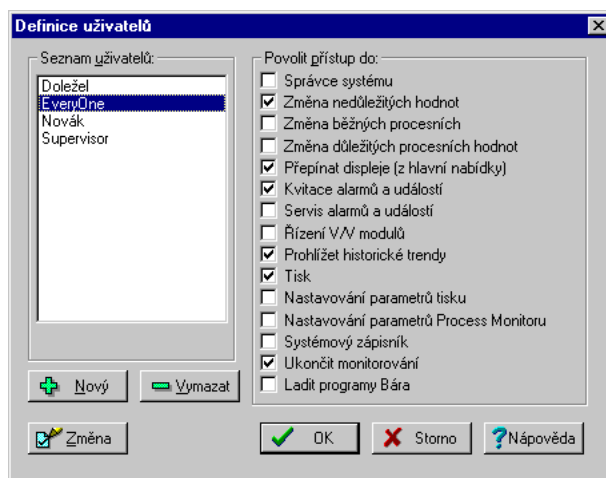 Definice uživatelů
Seznam uživatelů:
Doležel
EveryOne
Novák
Supervisor
Nový
Vymazat
Změna
Povolit přístup do:
Správce systému
Změna nedůležitých hodnot
Změna běžných procesních
Změna důležitých procesních hodnot
Přepínat displeje (z hlavní nabídky)
Kvitace alarmů a událostí
Servis alarmů a událostí
Řízení V/V modulů
Prohlížet historické trendy
Tisk
Nastavování parametrů tisku
Nastavování parametrů Process Monitoru
Systémový zápisník
Ukončit monitorování
Ladit programy Bára
OK
Storno
Nápověda